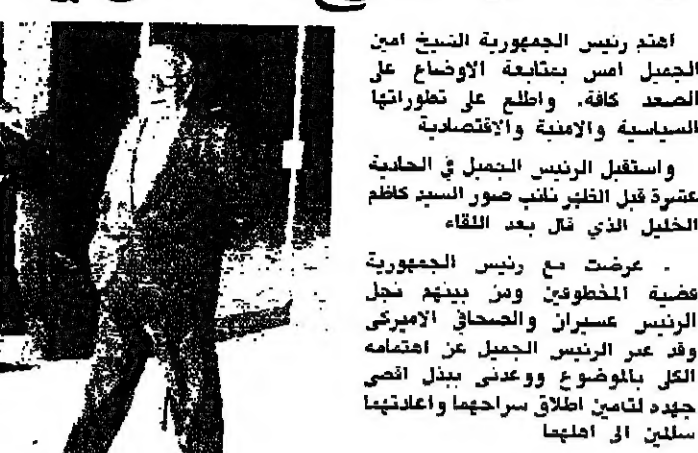 اهتم رئيس الجمهورية الشيخ امين
الجميل امس بمتابعة الاوضاع على
الصعد كافة، واطلع على تطوراتها
السياسية والامنية والاقتصادية
واستقبل الرئيس الجميل في الحادية
عشرة قبل الظهر نائب صور السيد كاظم
الخليل الذي قال بعد اللقاء
- عرضت مع رئيس الجمهورية
قضية المخطوفين ومن بينهم نجل
الرئيس عسيران والصحافي الاميركي
وقد عبر الرئيس الجميل عن اهتمامه
الكلي بالموضوع ووعدني ببذل اقصى
جهده لتامين اطلاق سراحهما واعادتهما
سالمين الى اهلهما